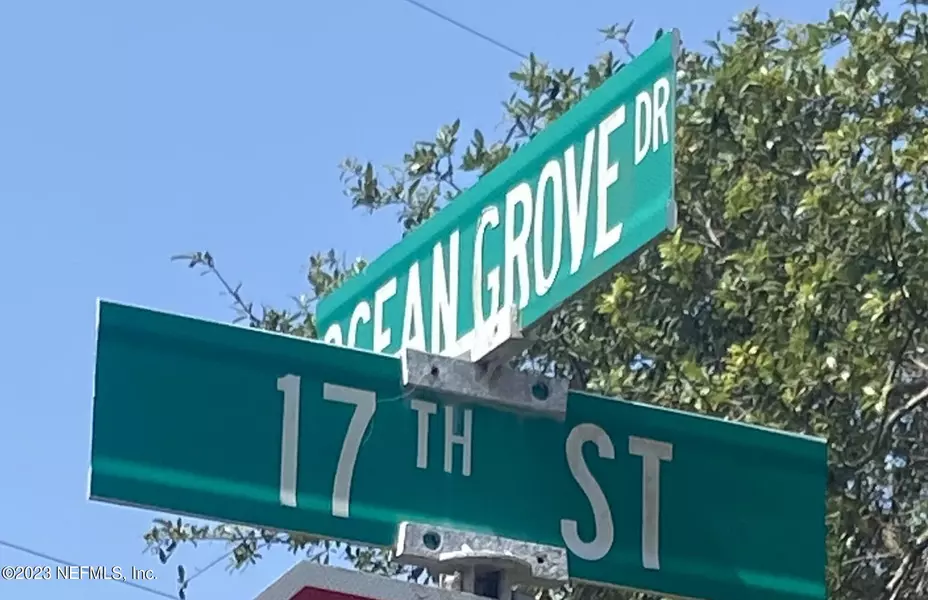 OCEAN GROVE DR
17TH ST
©2023 NEFMLS, Inc.